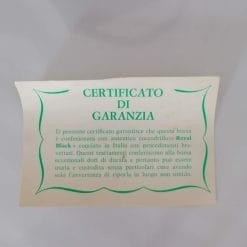 CERTIFICATO
DI
GARANZIA
Il presente certificato garantisce che questa borsa
è confezionata con autentico coccodrillo «Royal
Black» conciato in Italia con procedimenti bre-
vettati. Questi trattamenti conferiscono alla borsa
eccezionali doti di durata e pertanto può essere
usata e custodita senza particolari cure avendo
solo l'avvertenza di riporla in luogo non umido.